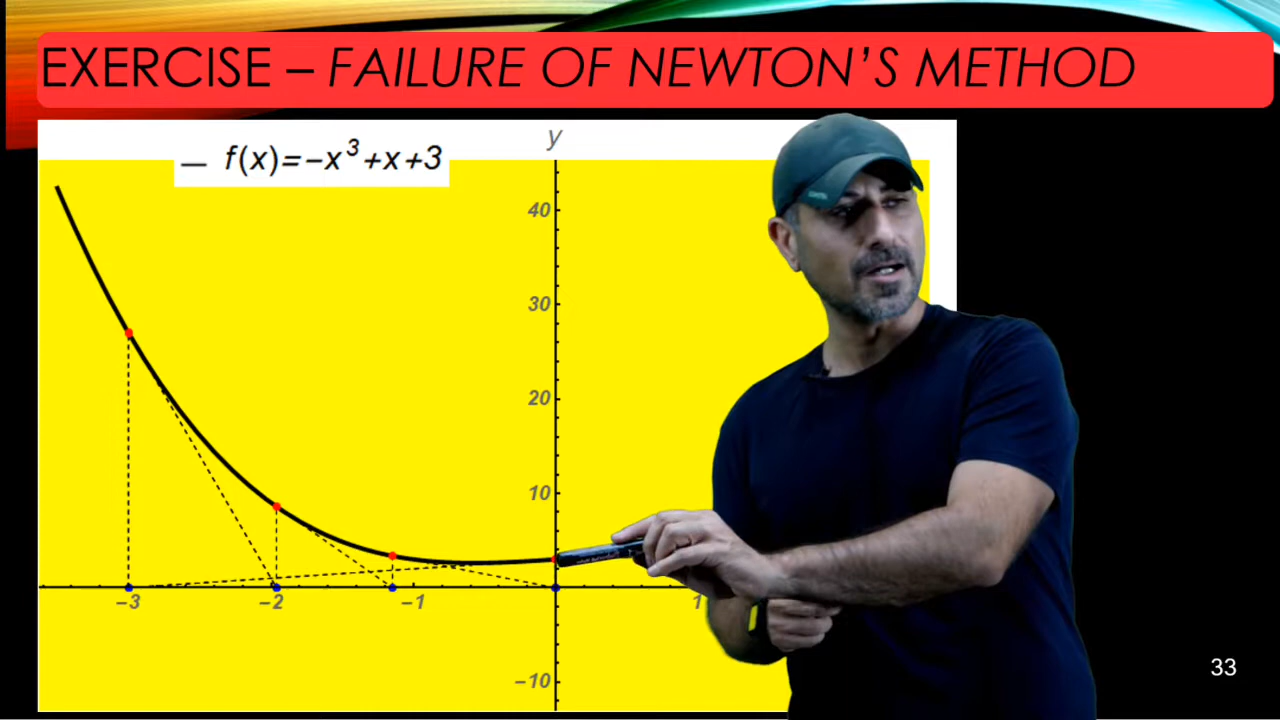 EXERCISE – FAILURE OF NEWTON'S METHOD
— f(x)=−x³+x+3
y
40
30
20
10
−3 −2 −1 1
−10
33